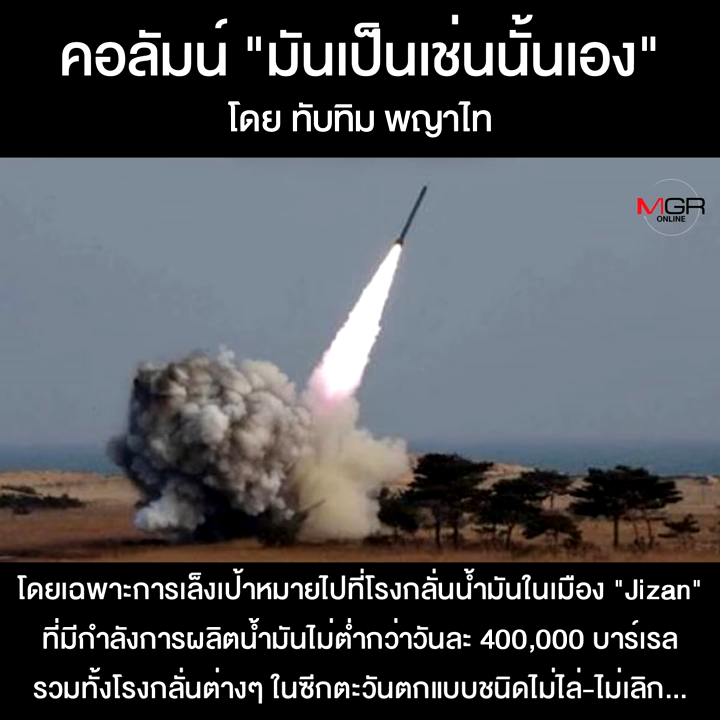 คอลัมน์ "มันเป็นเช่นนั้นเอง"
โดย ทับทิม พญาไท
MGR
ONLINE
โดยเฉพาะการเล็งเป้าหมายไปที่โรงกลั่นน้ำมันในเมือง "Jizan"
ที่มีกำลังการผลิตน้ำมันไม่ต่ำกว่าวันละ 400,000 บาร์เรล
รวมทั้งโรงกลั่นต่างๆ ในซีกตะวันตกแบบชนิดไม่ไล่-ไม่เลิก...